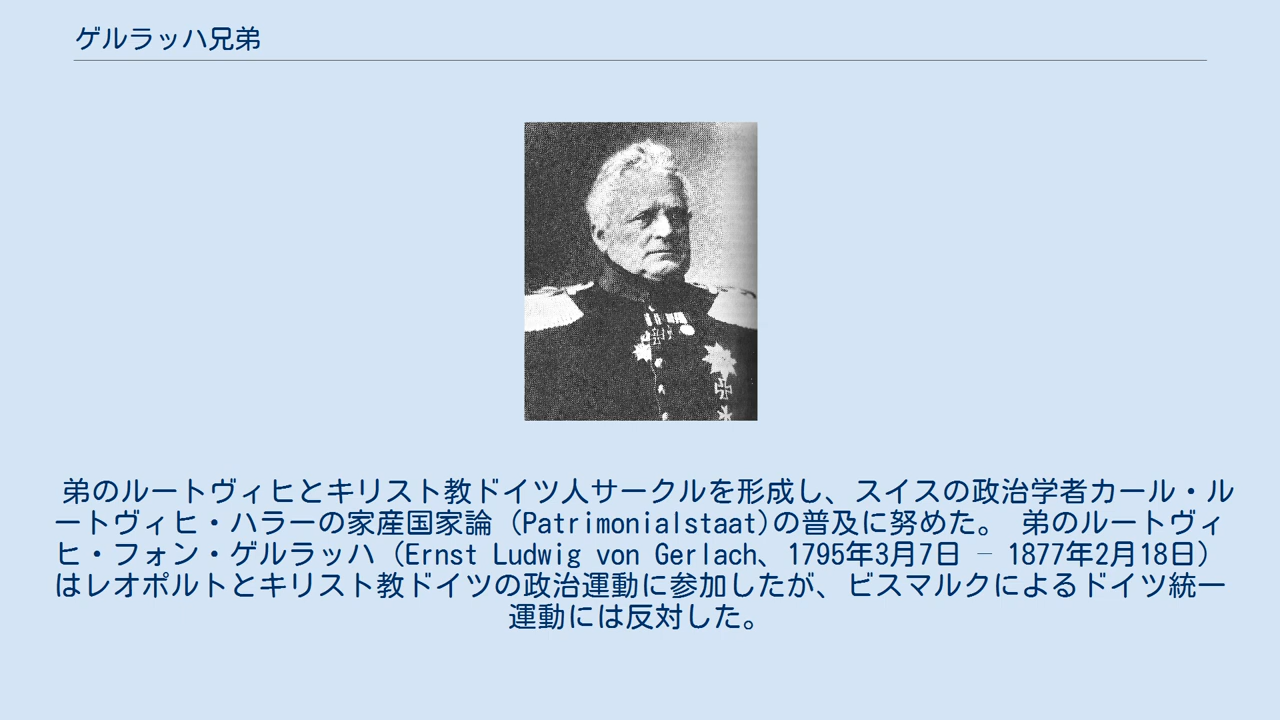 ゲルラッハ兄弟
弟のルートヴィヒとキリスト教ドイツ人サークルを形成し、スイスの政治学者カール・ル
ートヴィヒ・ハラーの家産国家論 (Patrimonialstaat)の普及に努めた。 弟のルートヴィ
ヒ・フォン・ゲルラッハ（Ernst Ludwig von Gerlach、1795年3月7日 – 1877年2月18日）
はレオポルトとキリスト教ドイツの政治運動に参加したが、ビスマルクによるドイツ統一
運動には反対した。